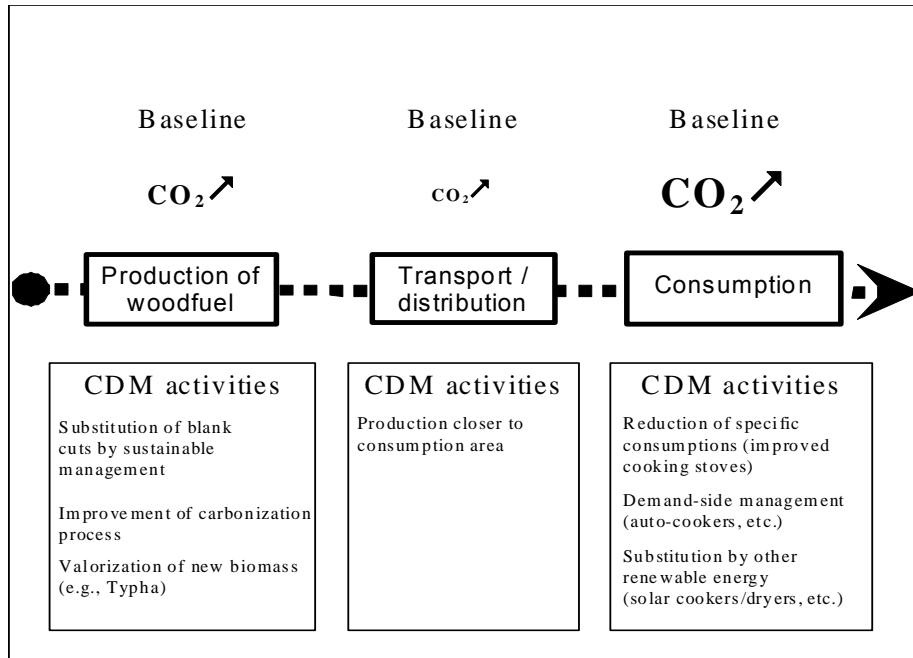 Baseline
Baseline
Baseline
CO₂
CO₂
CO₂
Production of
woodfuel
Transport /
distribution
Consumption
CDM activities
Substitution of blank
cuts by sustainable
management
Improvement of carbonization
process
Valorization of new biomass
(e.g., Typha)
CDM activities
Production closer to
consumption area
CDM activities
Reduction of specific
consumptions (improved
cooking stoves)
Demand-side management
(auto-cookers, etc.)
Substitution by other
renewable energy
(solar cookers/dryers, etc.)